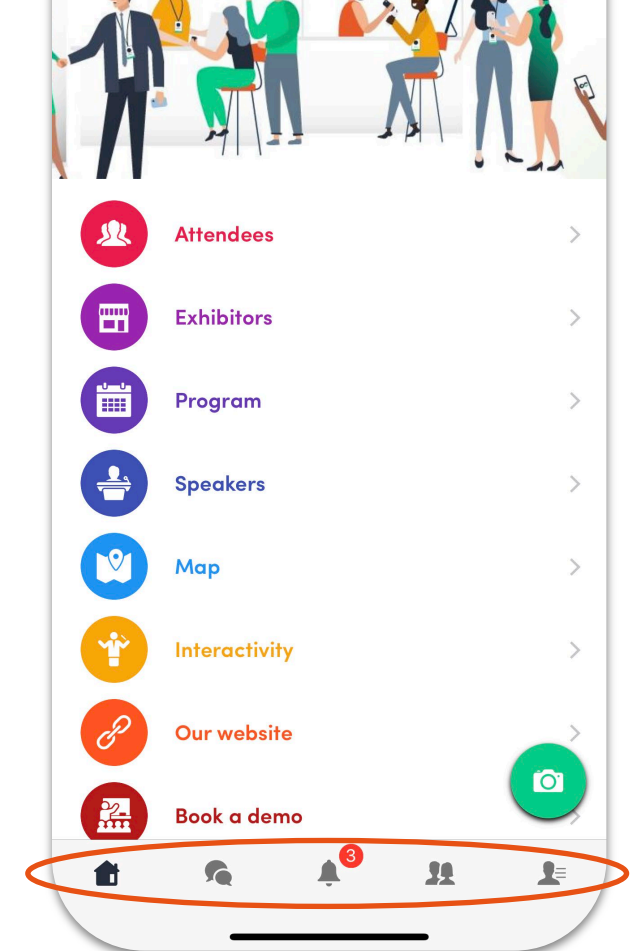 Attendees
Exhibitors
Program
Speakers
Map
Interactivity
Our website
Book a demo
3